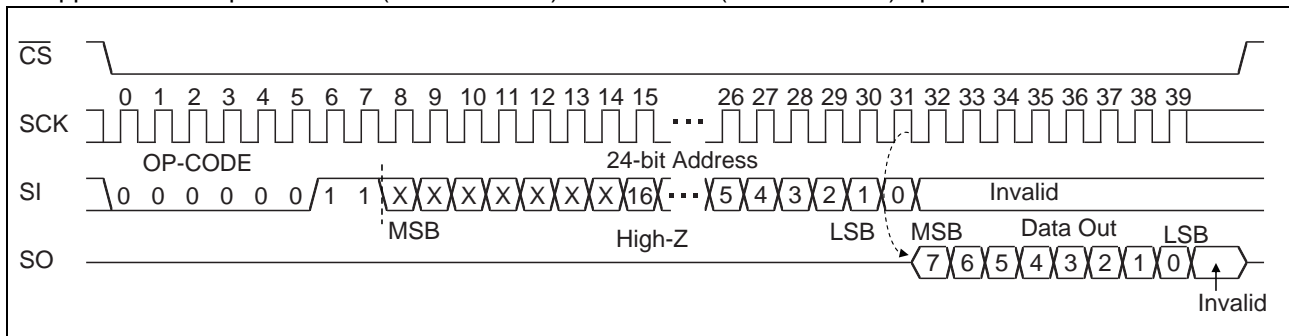 CS
0 1 2 3 4 5 6 7 8 9 10 11 12 13 14 15 ··· 26 27 28 29 30 31 32 33 34 35 36 37 38 39
SCK
OP-CODE 24-bit Address
SI 0 0 0 0 0 0 1 1 X X X X X X X 16 ··· 5 4 3 2 1 0 Invalid
MSB High-Z LSB MSB Data Out LSB
SO 7 6 5 4 3 2 1 0
Invalid